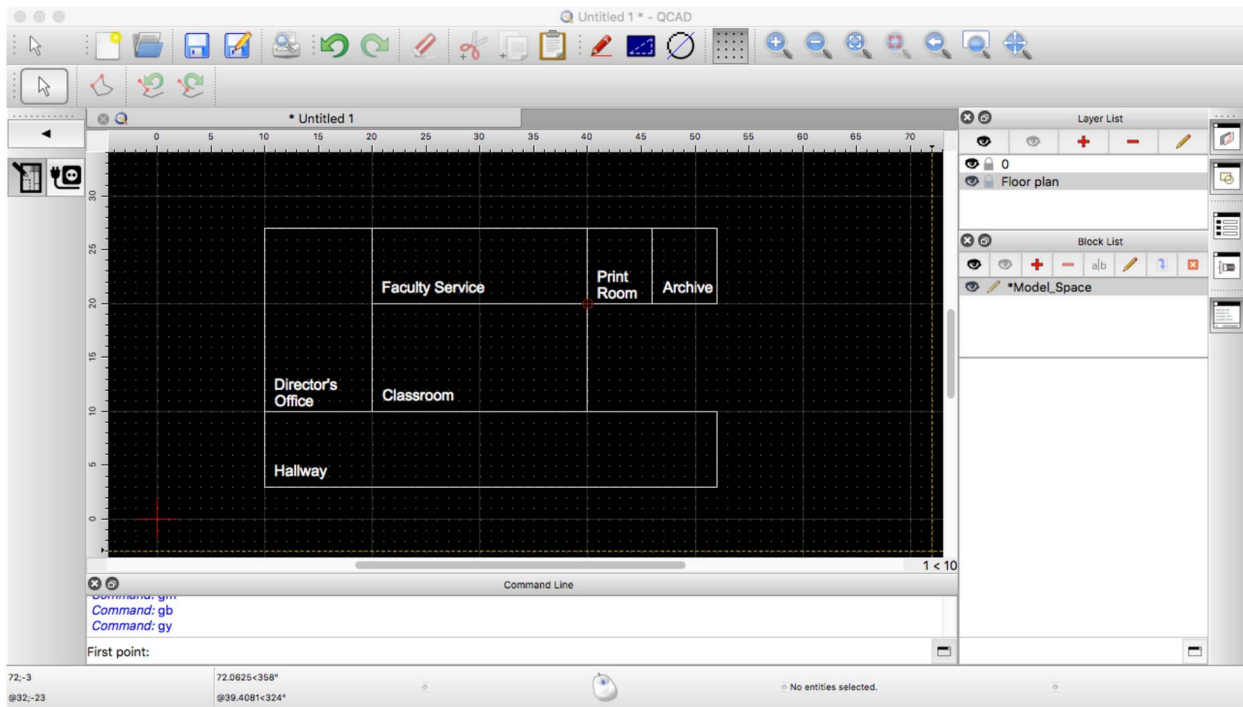 Untitled 1 * - QCAD
* Untitled 1
0 5 10 15 20 25 30 35 40 45 50 55 60 65 70
30
25
20
15
10
5
0
Faculty Service
Print
Room
Archive
Director's
Office
Classroom
Hallway
1 < 10
Layer List
0
Floor plan
Block List
a|b
*Model_Space
Command Line
Command: gm
Command: gb
Command: gy
First point:
72;-3
@32;-23
72.0625<358°
@39.4081<324°
No entities selected.